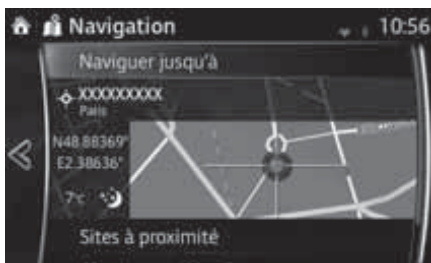 Navigation
10:56
Naviguer jusqu'à
XXXXXXXXX
Paris
N48.88369°
E2.38636°
7°c
Sites à proximité